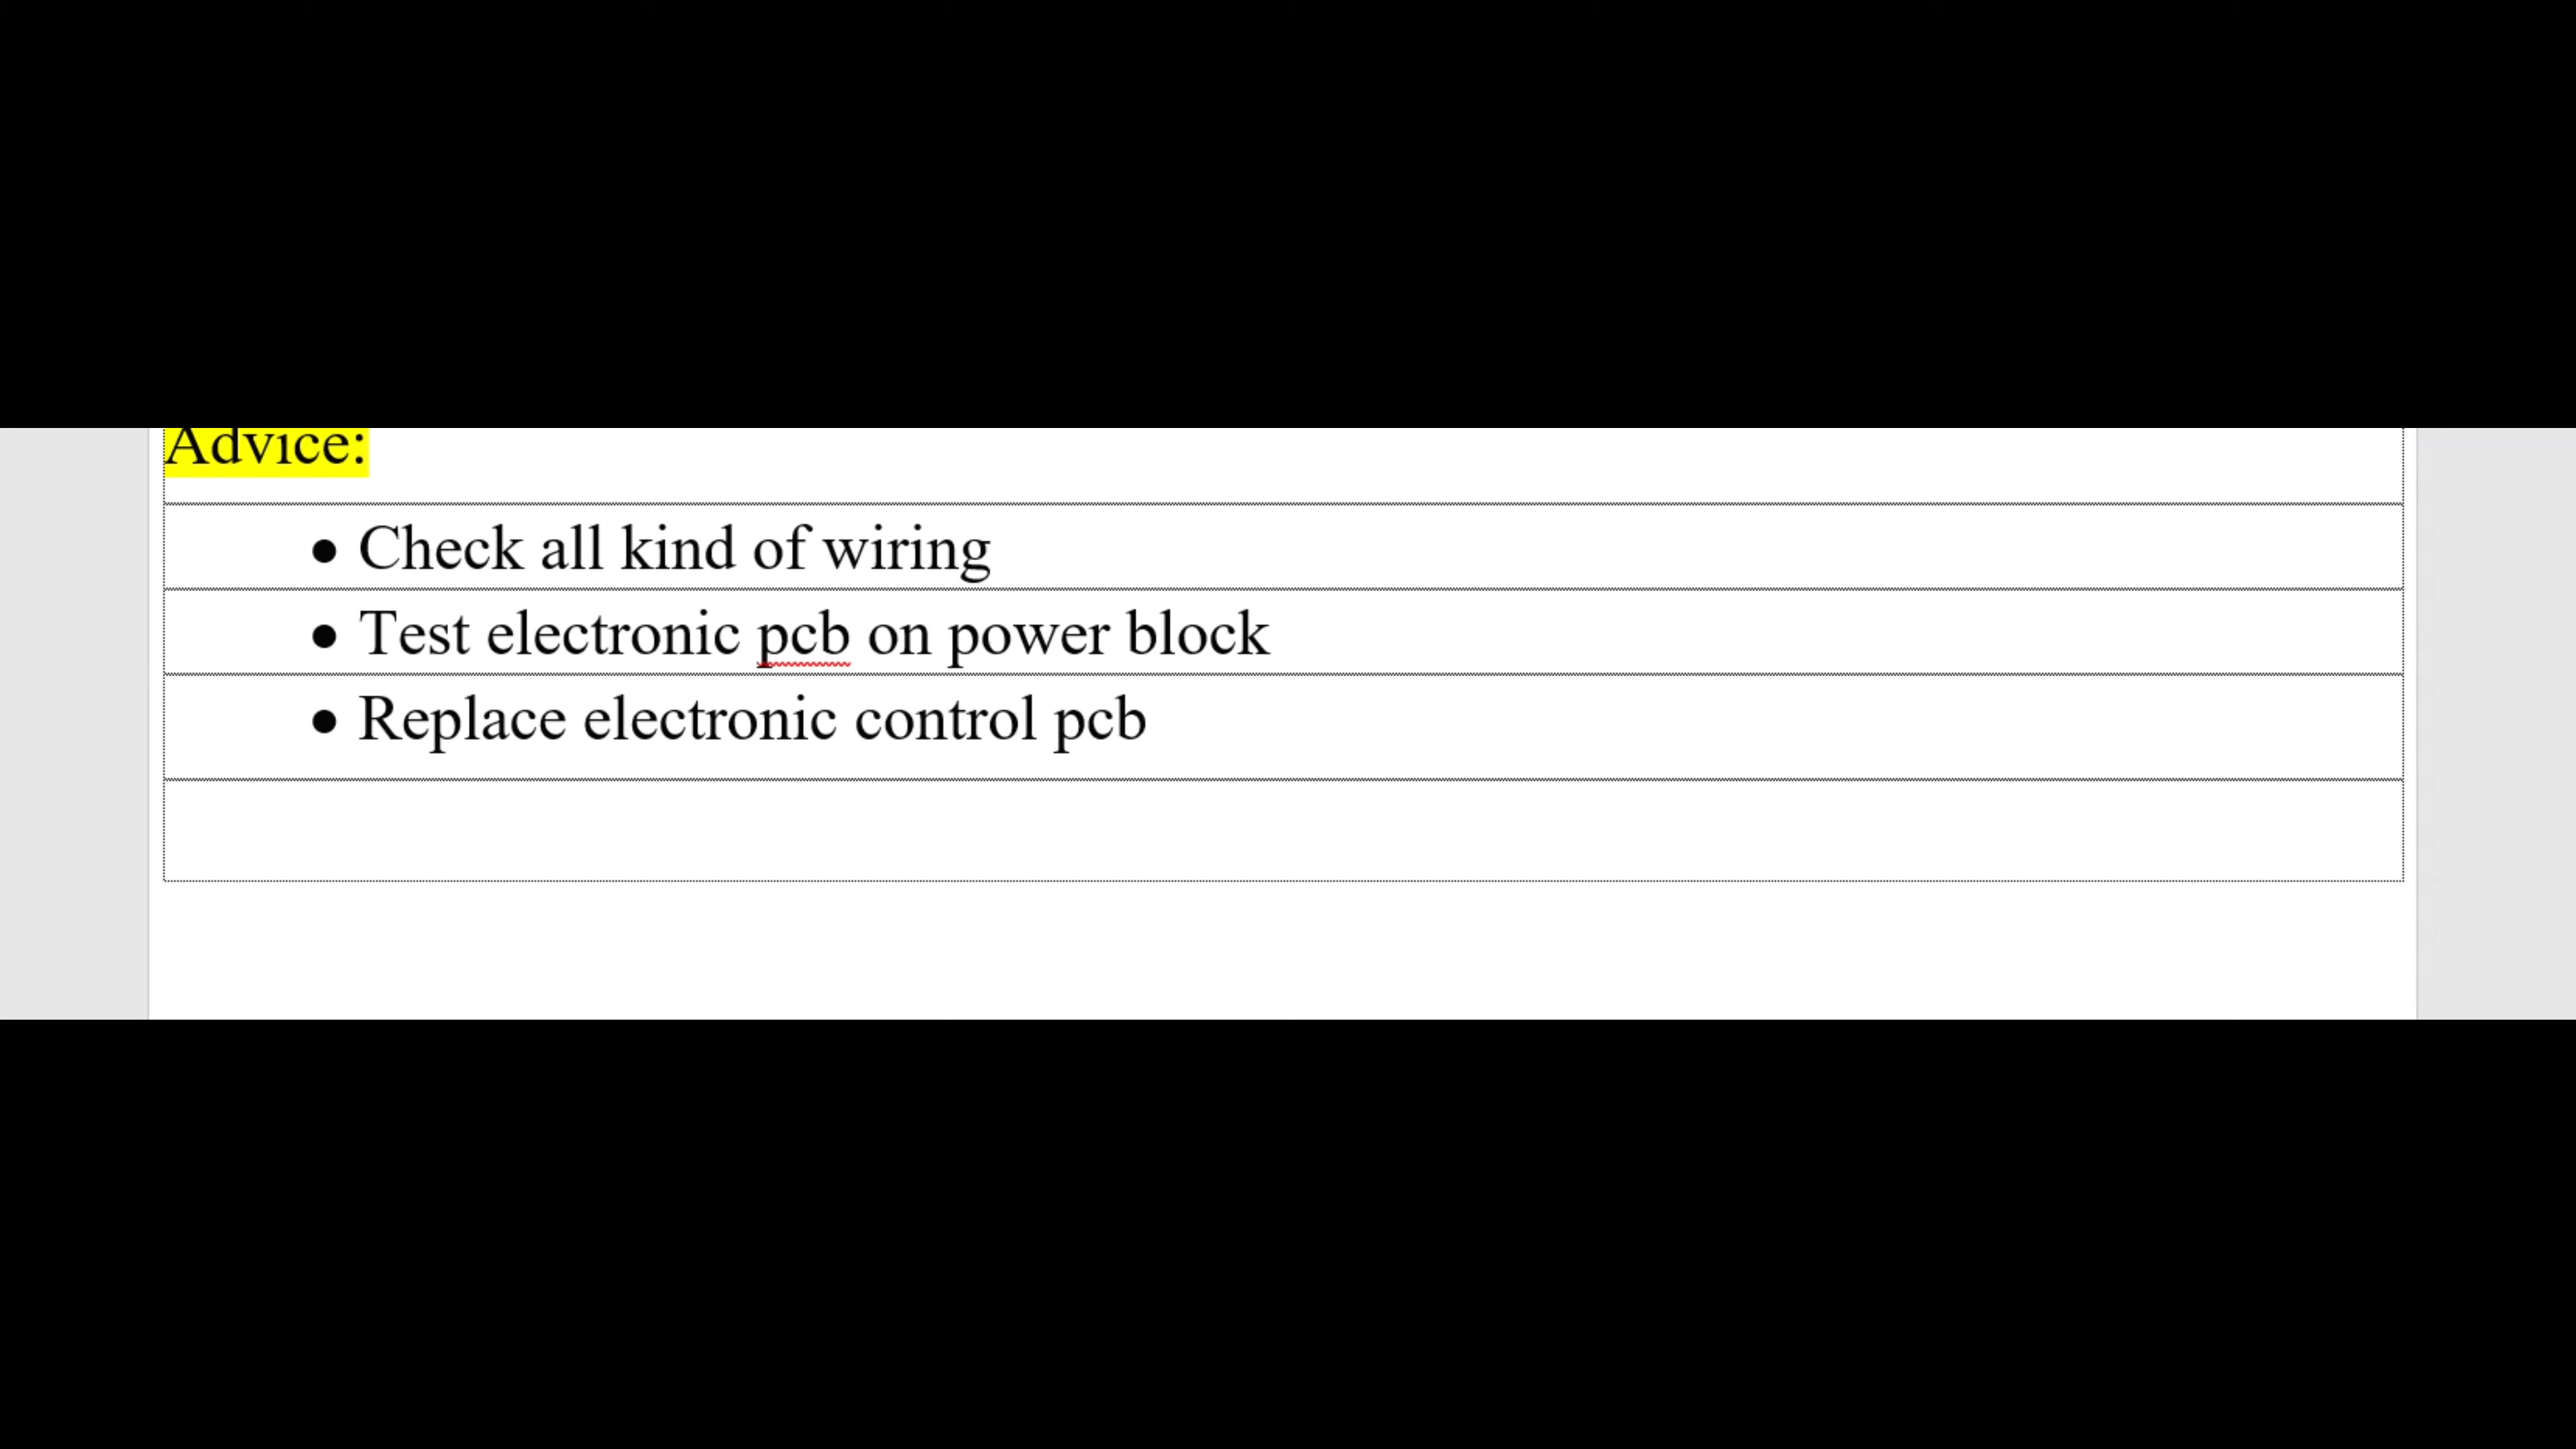 Advice:
• Check all kind of wiring
• Test electronic pcb on power block
• Replace electronic control pcb